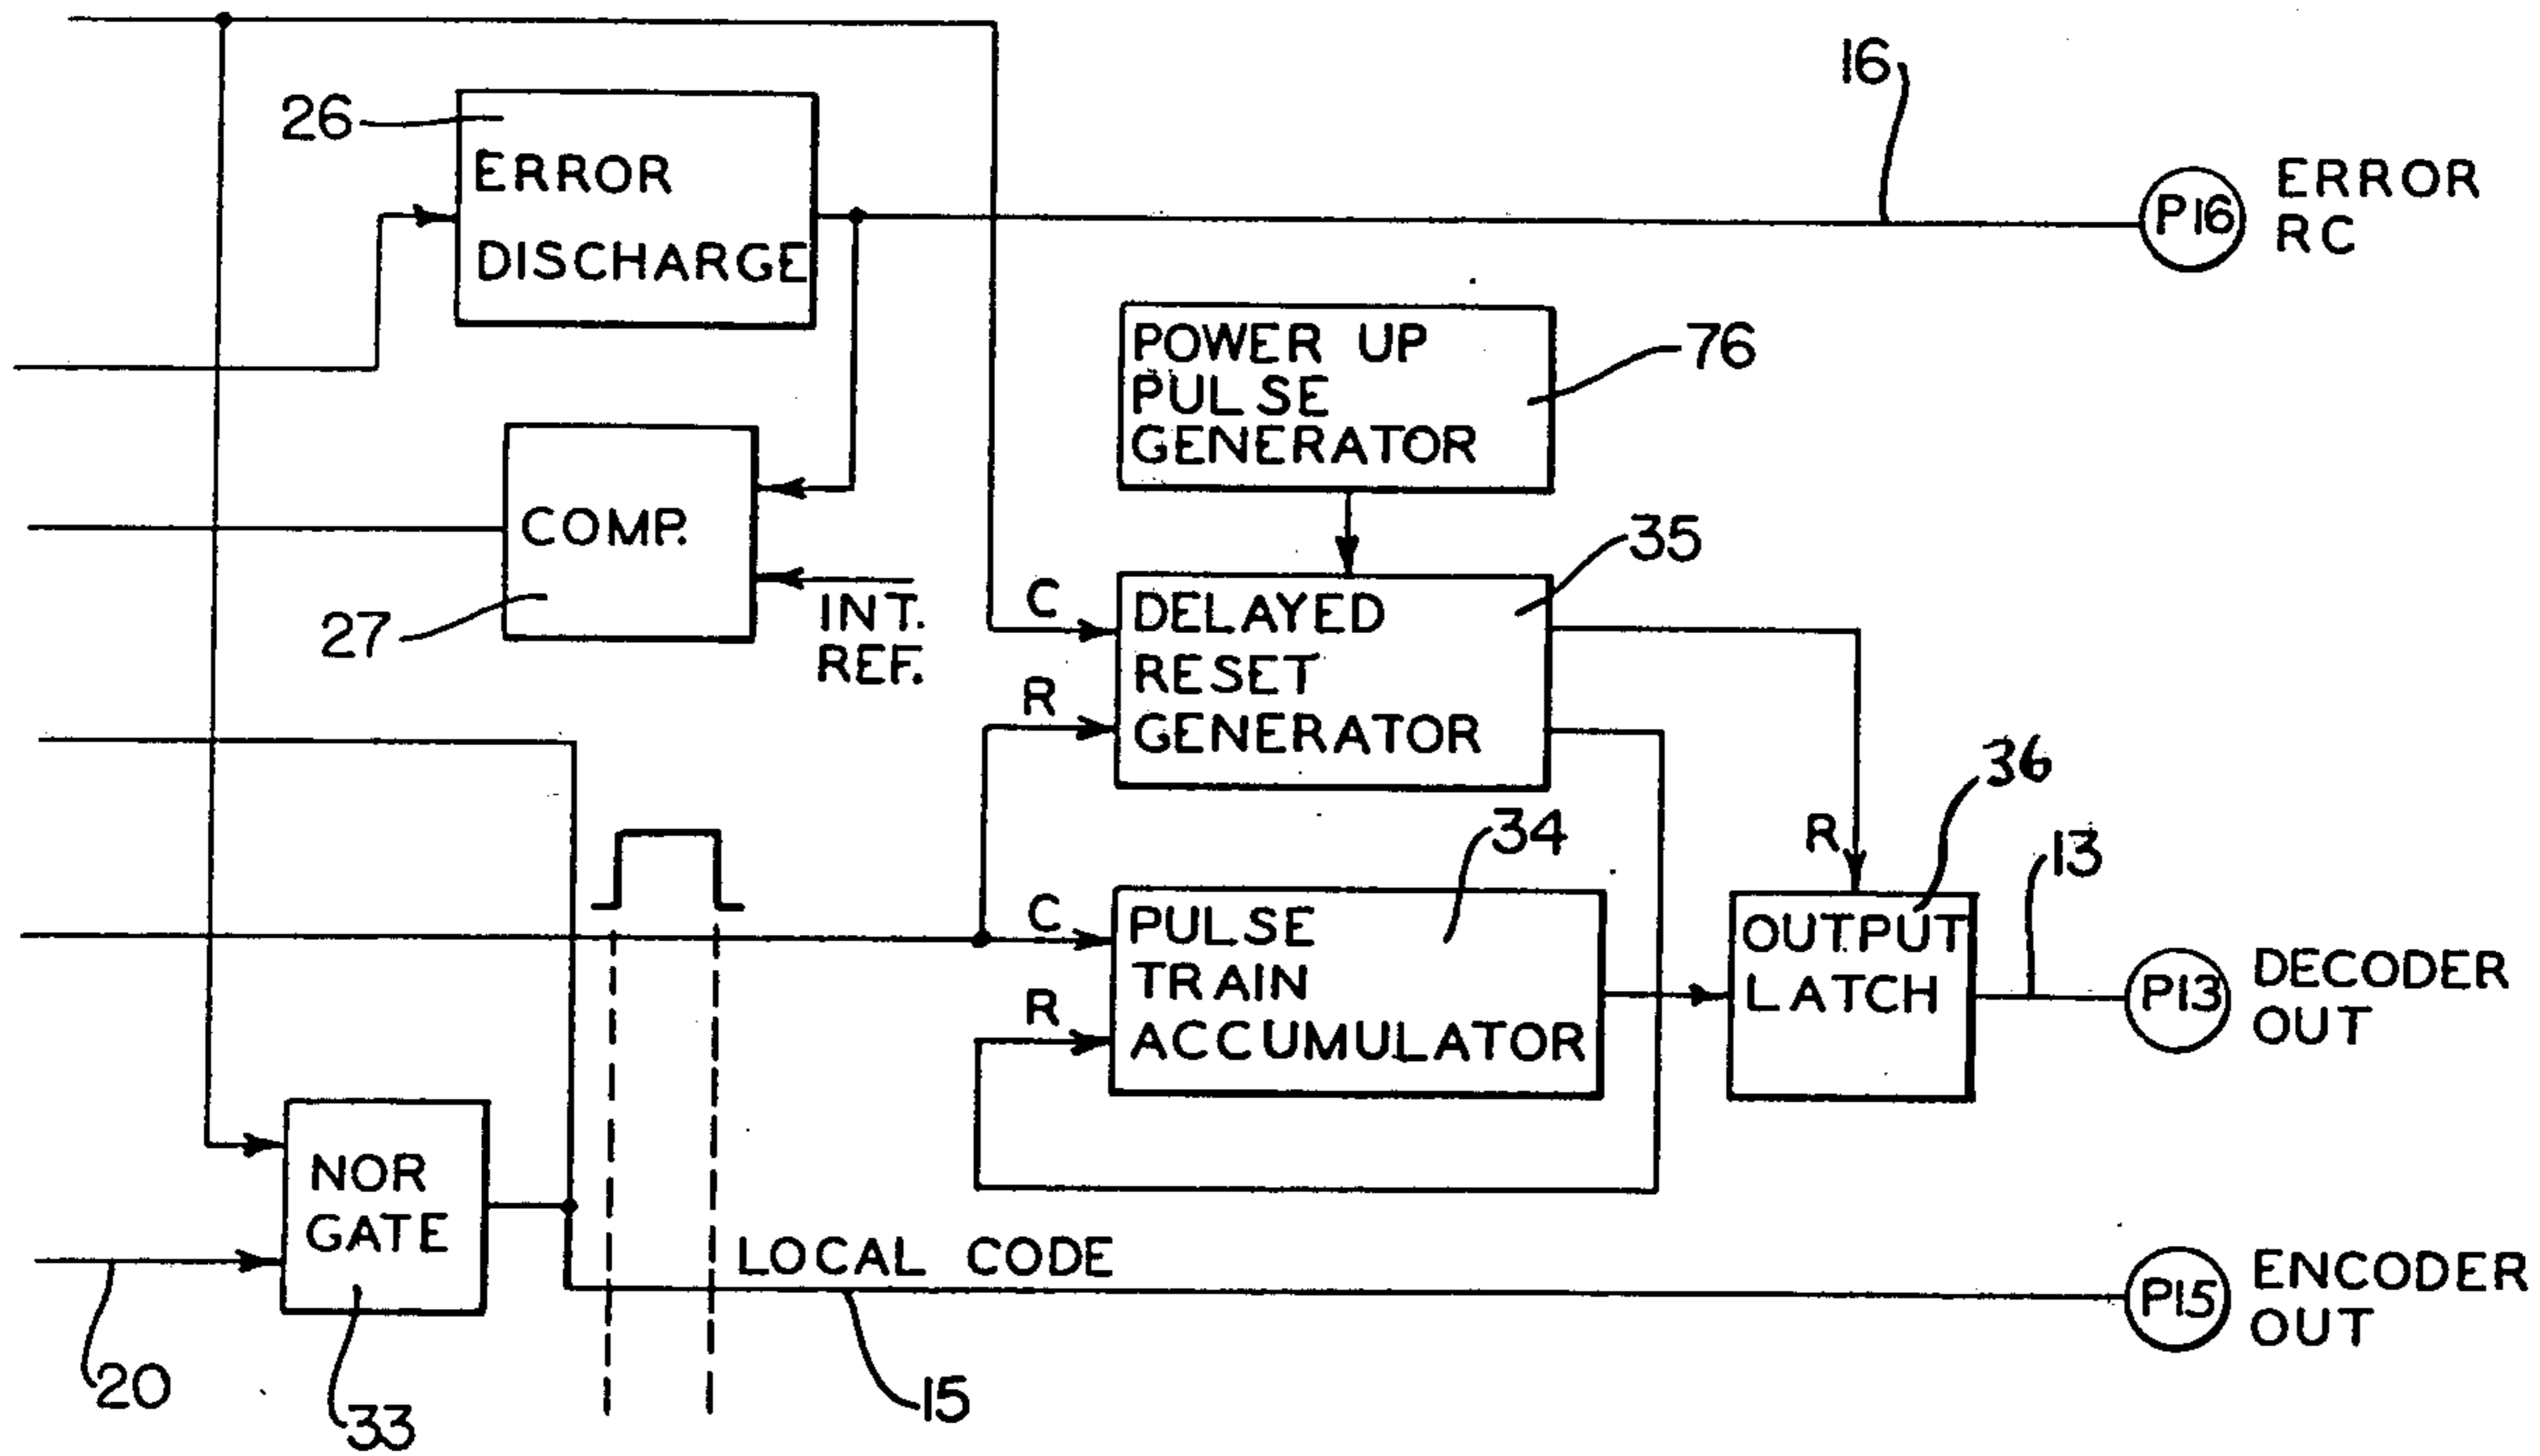 16
26
ERROR
DISCHARGE
P16
ERROR
RC
POWER UP
PULSE
GENERATOR
76
COMP.
27
INT.
REF.
35
C
R
DELAYED
RESET
GENERATOR
36
34
R
13
C
R
PULSE
TRAIN
ACCUMULATOR
OUTPUT
LATCH
P13
DECODER
OUT
NOR
GATE
LOCAL CODE
P15
ENCODER
OUT
20
33
15